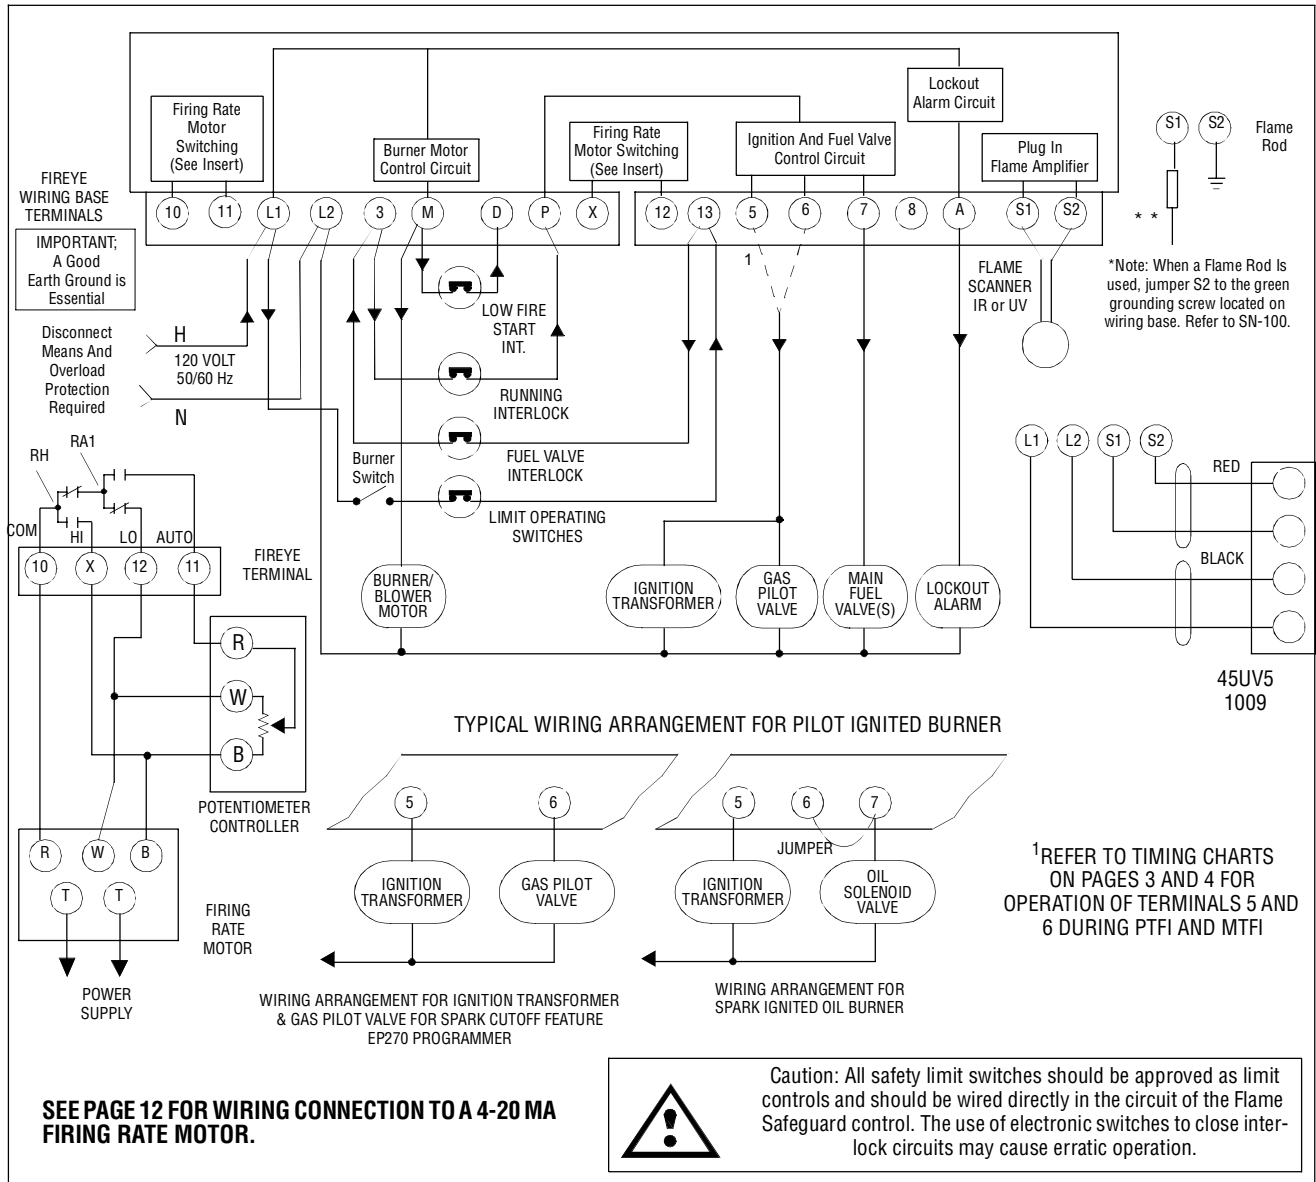 Lockout
Alarm Circuit
Firing Rate
Motor
Switching
(See Insert)
Burner Motor
Control Circuit
Firing Rate
Motor Switching
(See Insert)
Ignition And Fuel Valve
Control Circuit
Plug In
Flame Amplifier
S1 S2
Flame
Rod
* *
FIREYE
WIRING BASE
TERMINALS
10 11 L1 L2 3 M D P X 12 13 5 6 7 8 A S1 S2
IMPORTANT;
A Good
Earth Ground is
Essential
1
FLAME
SCANNER
IR or UV
*Note: When a Flame Rod Is
used, jumper S2 to the green
grounding screw located on
wiring base. Refer to SN-100.
LOW FIRE
START
INT.
Disconnect
Means And
Overload
Protection
Required
H
120 VOLT
50/60 Hz
N
RUNNING
INTERLOCK
FUEL VALVE
INTERLOCK
Burner
Switch
LIMIT OPERATING
SWITCHES
RH
RA1
COM HI LO AUTO
10 X 12 11
FIREYE
TERMINAL
BURNER/
BLOWER
MOTOR
IGNITION
TRANSFORMER
GAS
PILOT
VALVE
MAIN
FUEL
VALVE(S)
LOCKOUT
ALARM
L1 L2 S1 S2
RED
BLACK
45UV5
1009
R
W
B
POTENTIOMETER
CONTROLLER
TYPICAL WIRING ARRANGEMENT FOR PILOT IGNITED BURNER
R W B
T T
FIRING
RATE
MOTOR
POWER
SUPPLY
5 6
IGNITION
TRANSFORMER
GAS PILOT
VALVE
WIRING ARRANGEMENT FOR IGNITION TRANSFORMER
& GAS PILOT VALVE FOR SPARK CUTOFF FEATURE
EP270 PROGRAMMER
5 6 7
JUMPER
IGNITION
TRANSFORMER
OIL
SOLENOID
VALVE
WIRING ARRANGEMENT FOR
SPARK IGNITED OIL BURNER
1REFER TO TIMING CHARTS
ON PAGES 3 AND 4 FOR
OPERATION OF TERMINALS 5 AND
6 DURING PTFI AND MTFI
SEE PAGE 12 FOR WIRING CONNECTION TO A 4-20 MA
FIRING RATE MOTOR.
Caution: All safety limit switches should be approved as limit
controls and should be wired directly in the circuit of the Flame
Safeguard control. The use of electronic switches to close inter-
lock circuits may cause erratic operation.